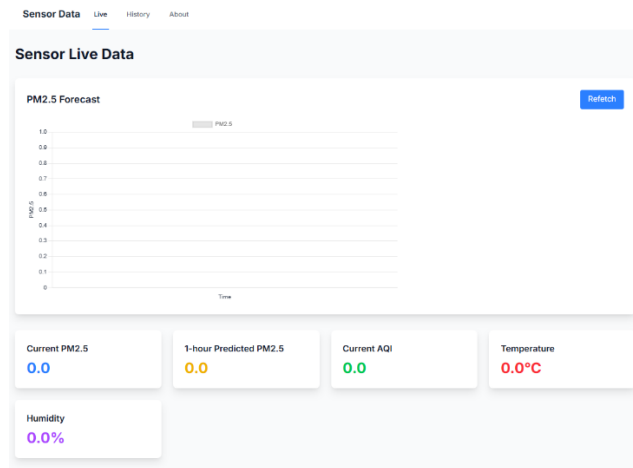 Sensor Data Live History About
Sensor Live Data
PM2.5 Forecast Refetch
PM2.5
1.0
0.9
0.8
0.7
0.6
0.5
0.4
0.3
0.2
0.1
0
PM2.5
Time
Current PM2.5
0.0
1-hour Predicted PM2.5
0.0
Current AQI
0.0
Temperature
0.0°C
Humidity
0.0%